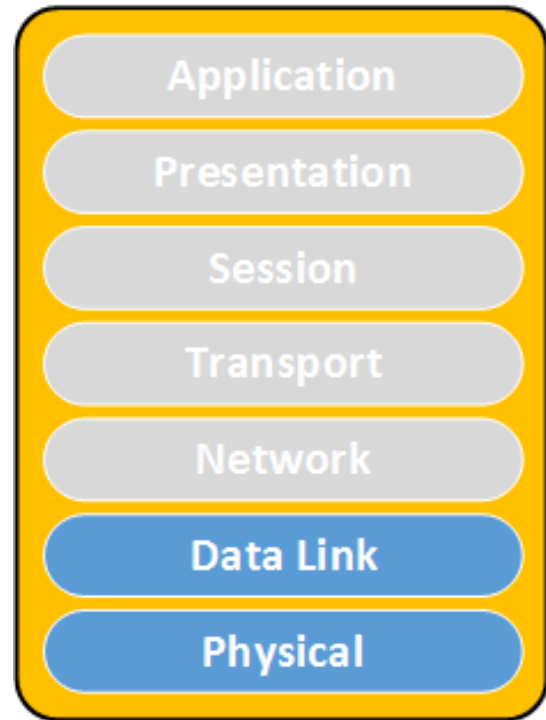 Application
Presentation
Session
Transport
Network
Data Link
Physical